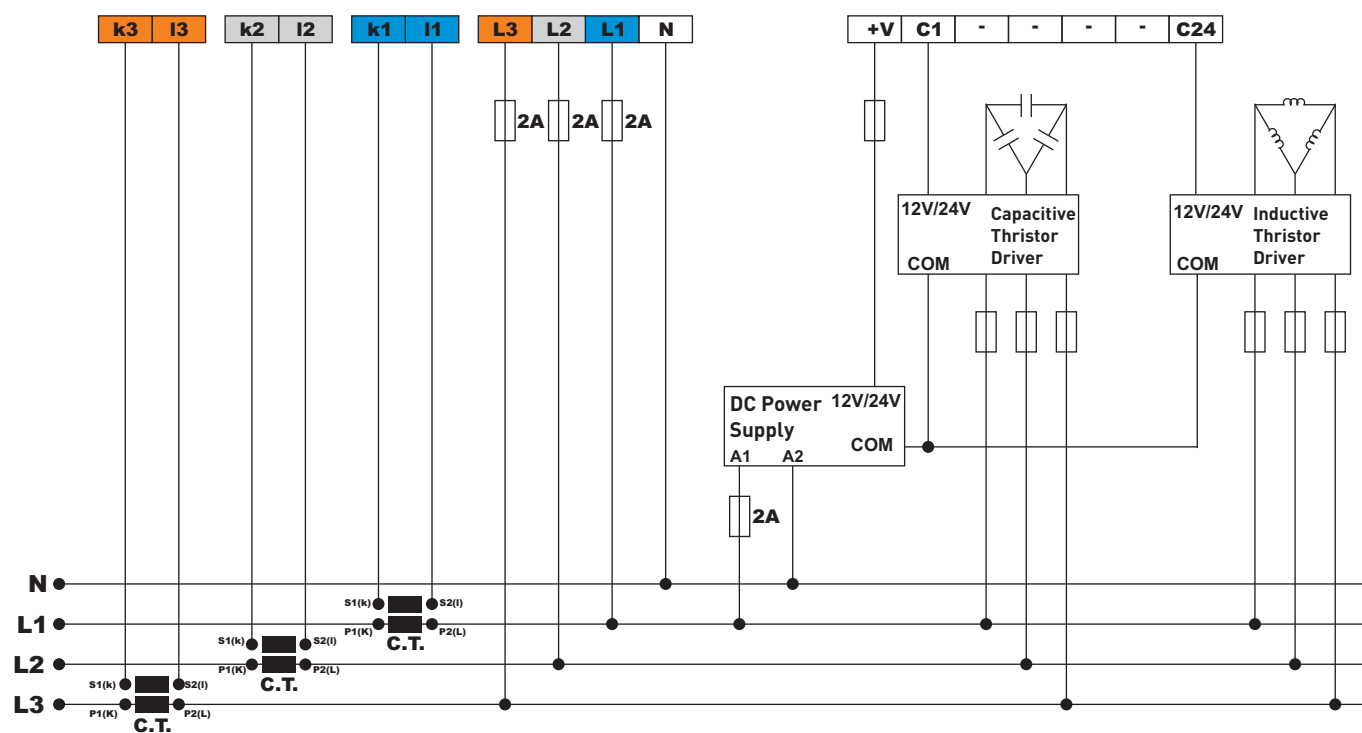 k3 l3 k2 l2 k1 l1 L3 L2 L1 N +V C1 - - - - C24
2A 2A 2A
12V/24V
Capacitive
Thristor
Driver
COM
12V/24V
Inductive
Thristor
Driver
COM
DC Power
Supply
12V/24V
COM
A1 A2
2A
N
S1(k) S2(l)
L1
P1(K) P2(L)
C.T.
S1(k) S2(l)
L2
P1(K) P2(L)
C.T.
S1(k) S2(l)
L3
P1(K) P2(L)
C.T.